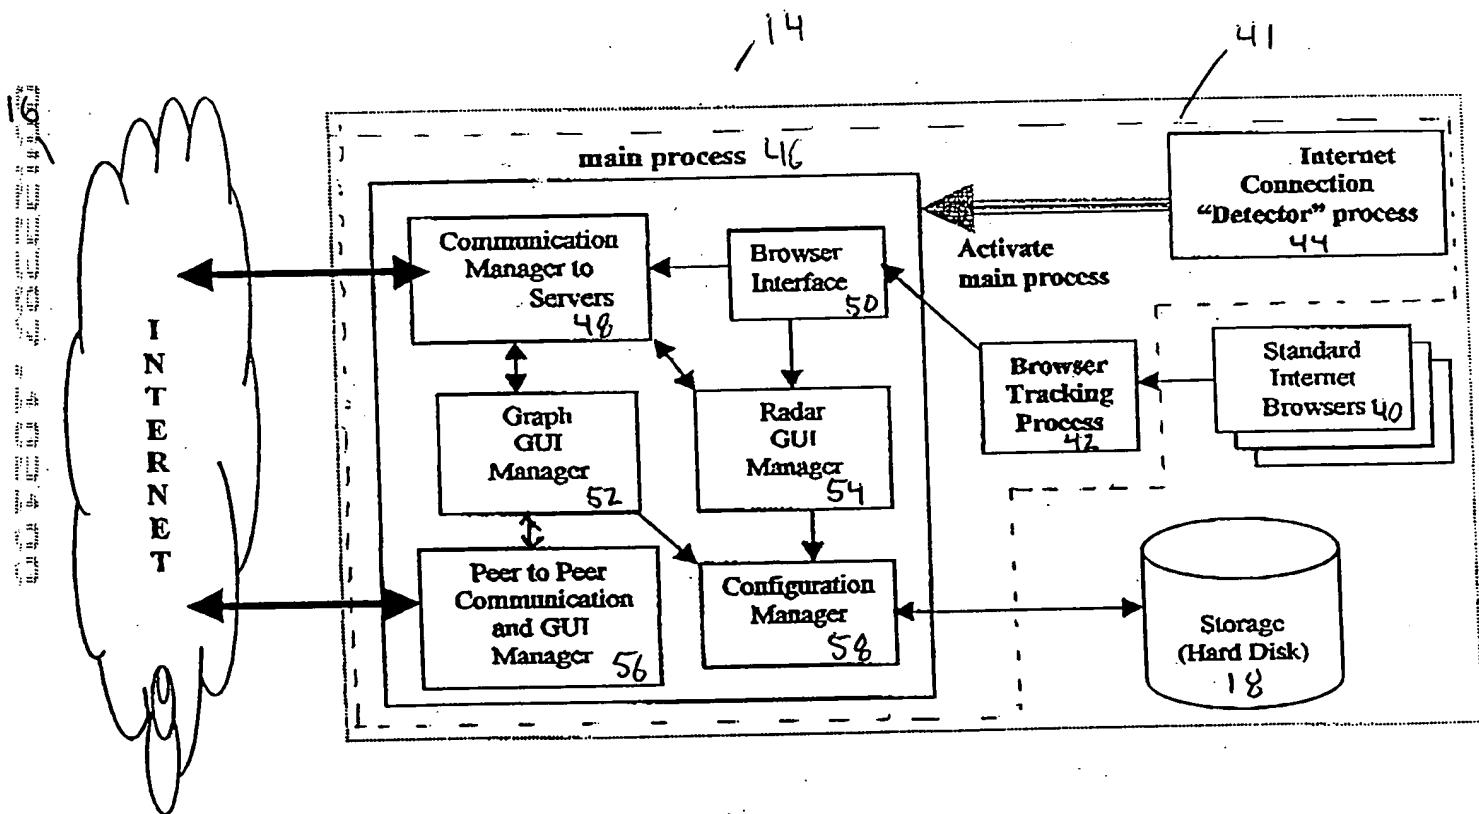 14
41
16
main process 46
Internet
Connection
“Detector” process
44
Activate
main process
Communication
Manager to
Servers
48
Browser
Interface
50
Browser
Tracking
Process
42
Standard
Internet
Browsers 40
INTERNET
Graph
GUI
Manager
52
Radar
GUI
Manager
54
Peer to Peer
Communication
and GUI
Manager 56
Configuration
Manager
58
Storage
(Hard Disk)
18